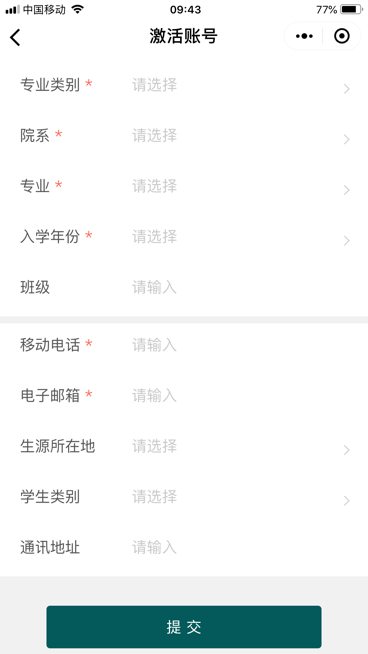 中国移动 09:43 77%
激活账号
专业类别 * 请选择
院系 * 请选择
专业 * 请选择
入学年份 * 请选择
班级 请输入
移动电话 * 请输入
电子邮箱 * 请输入
生源所在地 请选择
学生类别 请选择
通讯地址 请输入
提 交